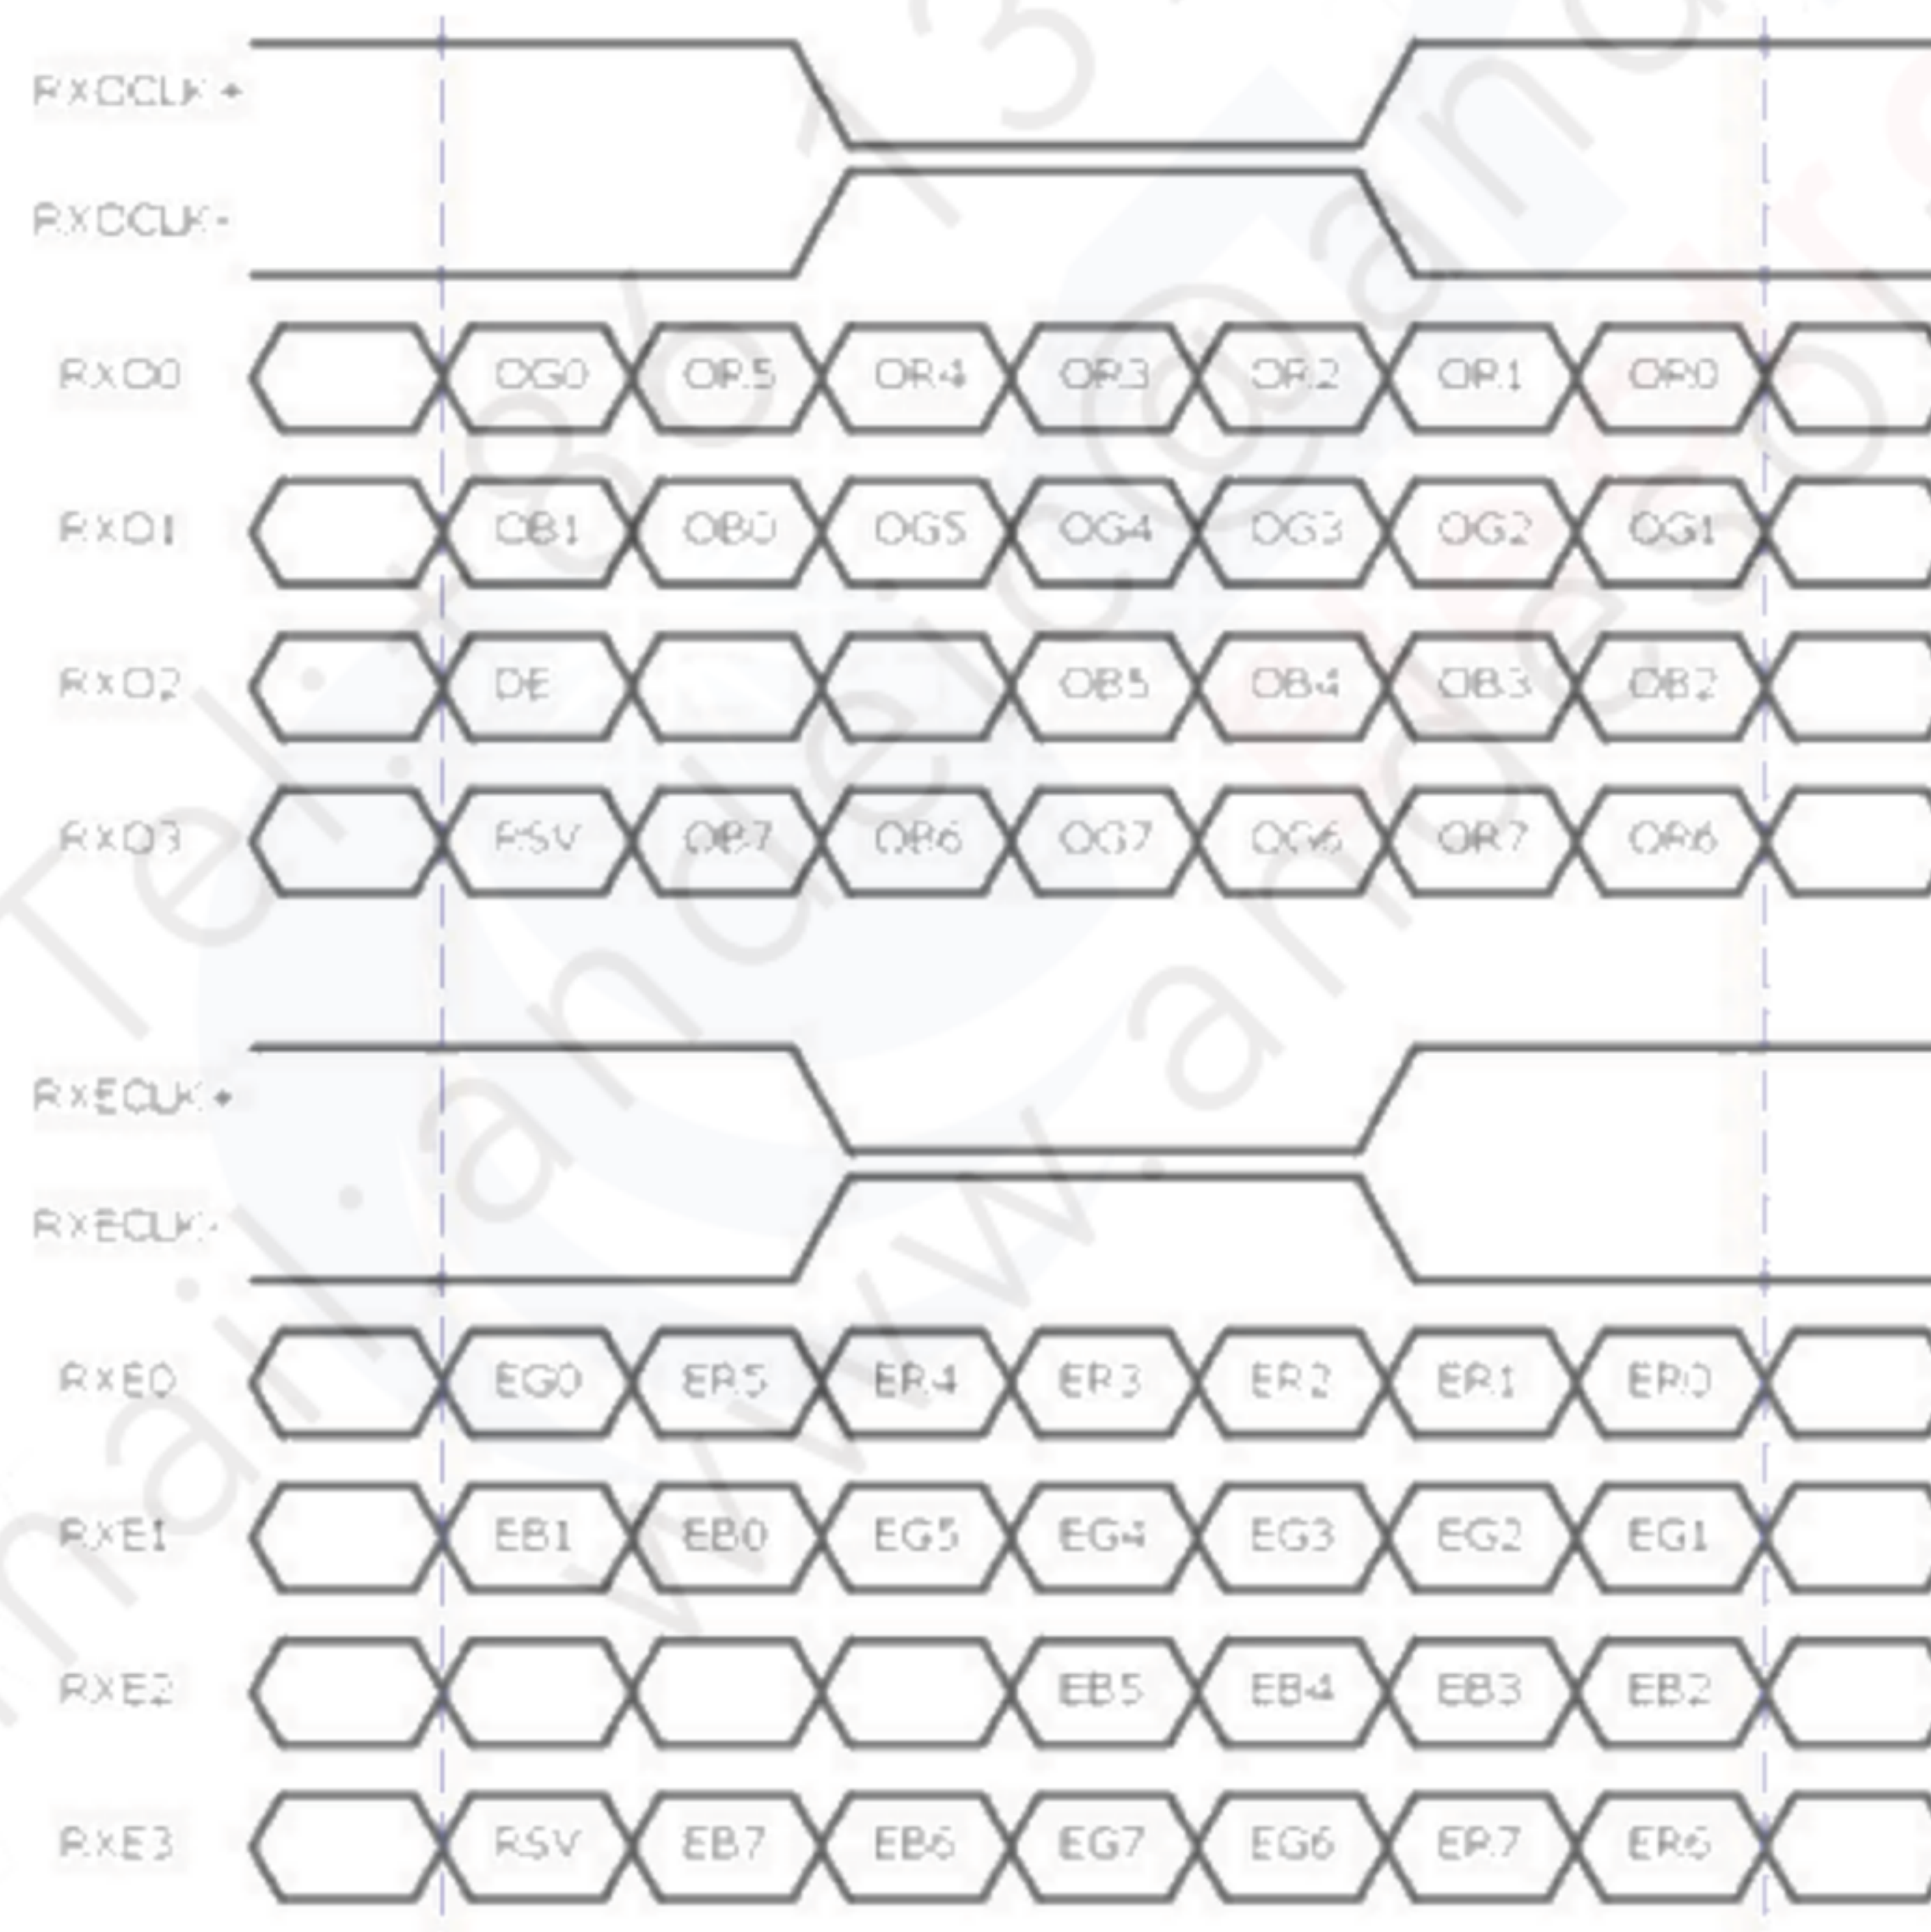 RXOCLK+
RXOCLK-
RXO0 OG0 OR5 OR4 OR3 OR2 OR1 OR0
RXO1 OB1 OB0 OG5 OG4 OG3 OG2 OG1
RXO2 DE OB5 OB4 OB3 OB2
RXO3 RSV OB7 OB6 OG7 OG6 OR7 OR6
RXECLK+
RXECLK-
RXE0 EG0 ER5 ER4 ER3 ER2 ER1 ER0
RXE1 EB1 EB0 EG5 EG4 EG3 EG2 EG1
RXE2 EB5 EB4 EB3 EB2
RXE3 RSV EB7 EB6 EG7 EG6 ER7 ER6